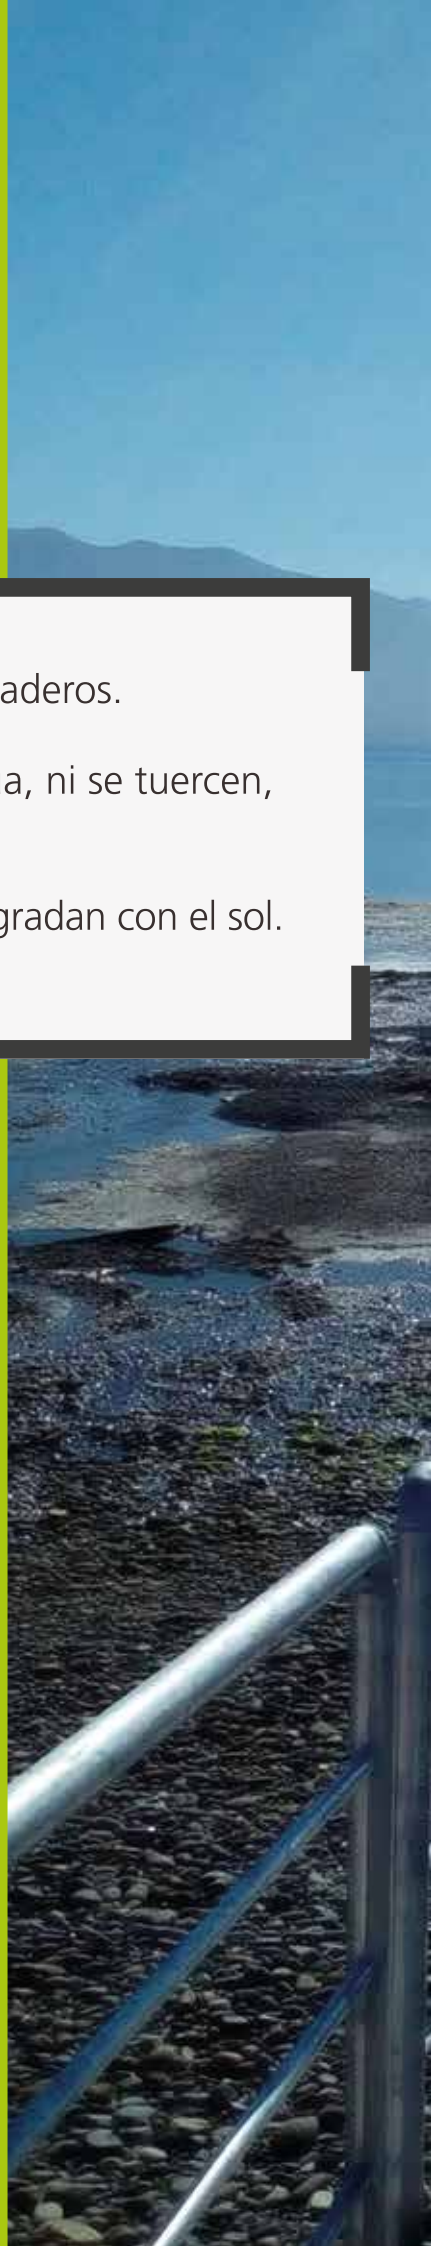 aderos.
a, ni se tuercen,
gradan con el sol.